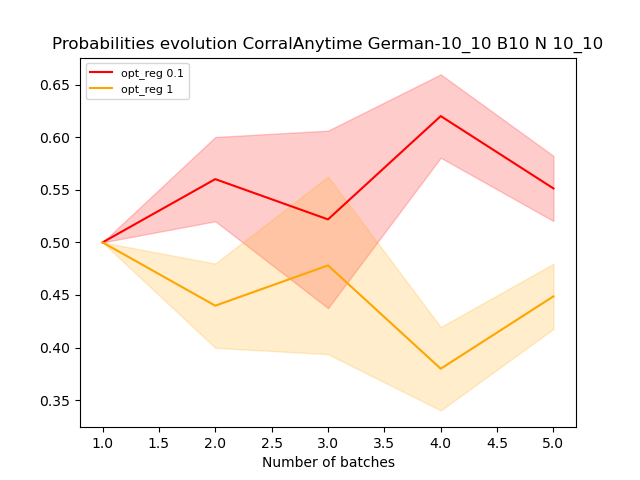 Probabilities evolution CorralAnytime German-10_10 B10 N 10_10
opt_reg 0.1
opt_reg 1
0.65
0.60
0.55
0.50
0.45
0.40
0.35
1.0 1.5 2.0 2.5 3.0 3.5 4.0 4.5 5.0
Number of batches